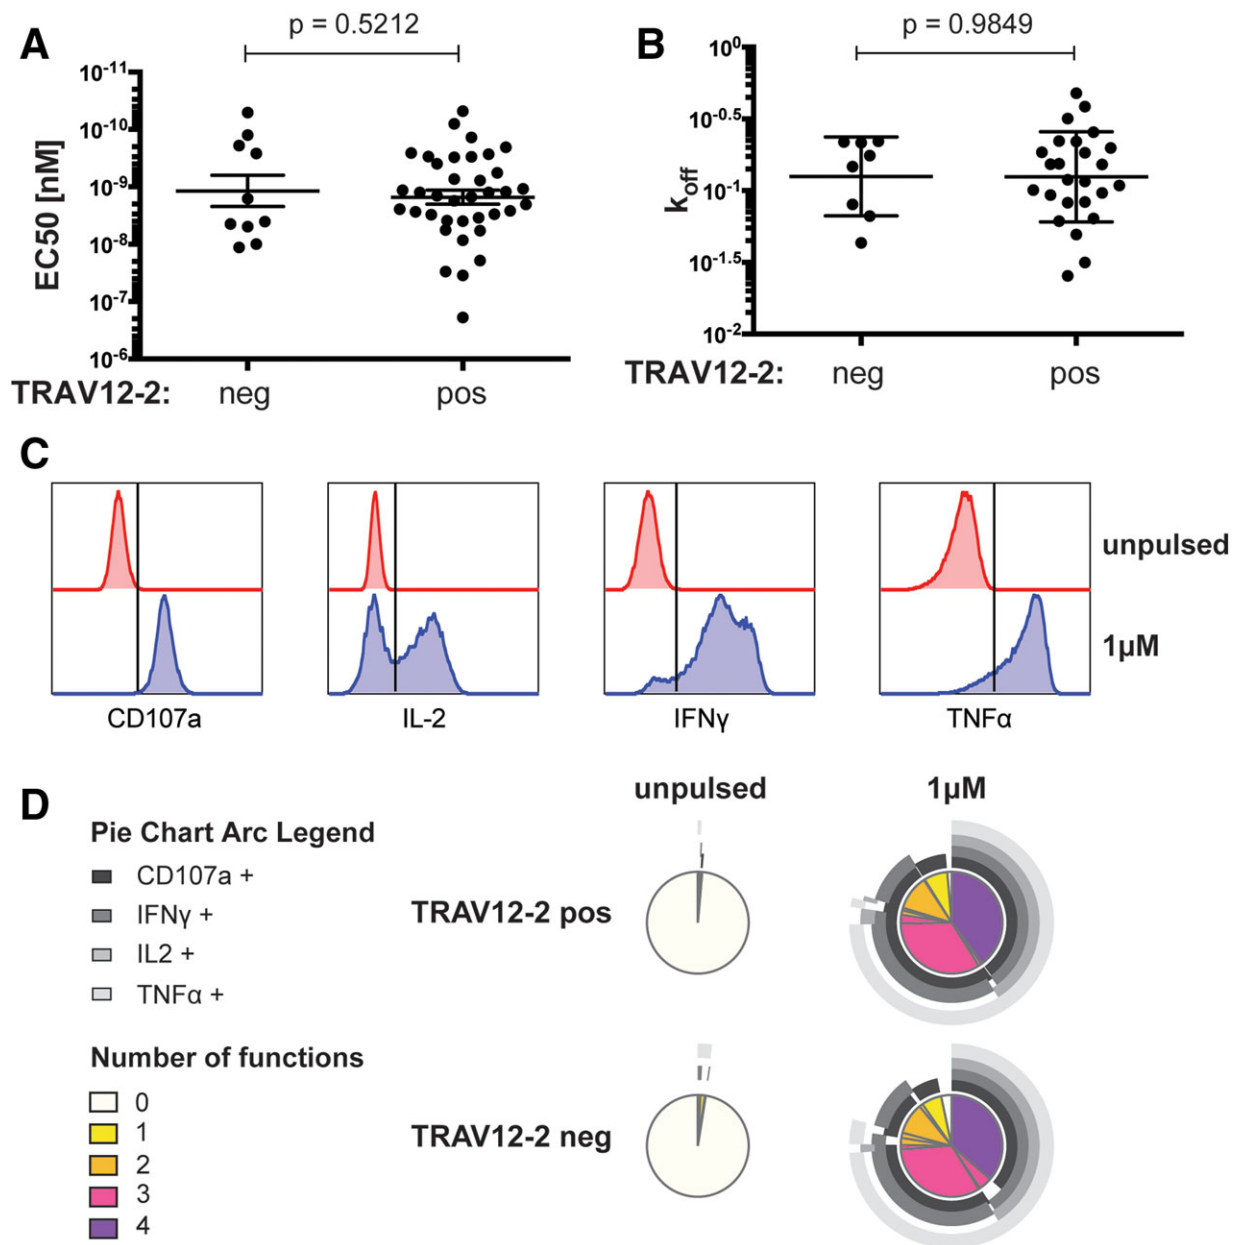 A
p = 0.5212
EC50 [nM]
10-11
10-10
10-9
10-8
10-7
10-6
TRAV12-2: neg pos
B
p = 0.9849
koff
100
10-0.5
10-1
10-1.5
10-2
TRAV12-2: neg pos
C
unpulsed
1µM
CD107a IL-2 IFNγ TNFα
D
unpulsed 1µM
Pie Chart Arc Legend
CD107a +
IFNγ +
IL2 +
TNFα +
TRAV12-2 pos
Number of functions
0
1
2
3
4
TRAV12-2 neg